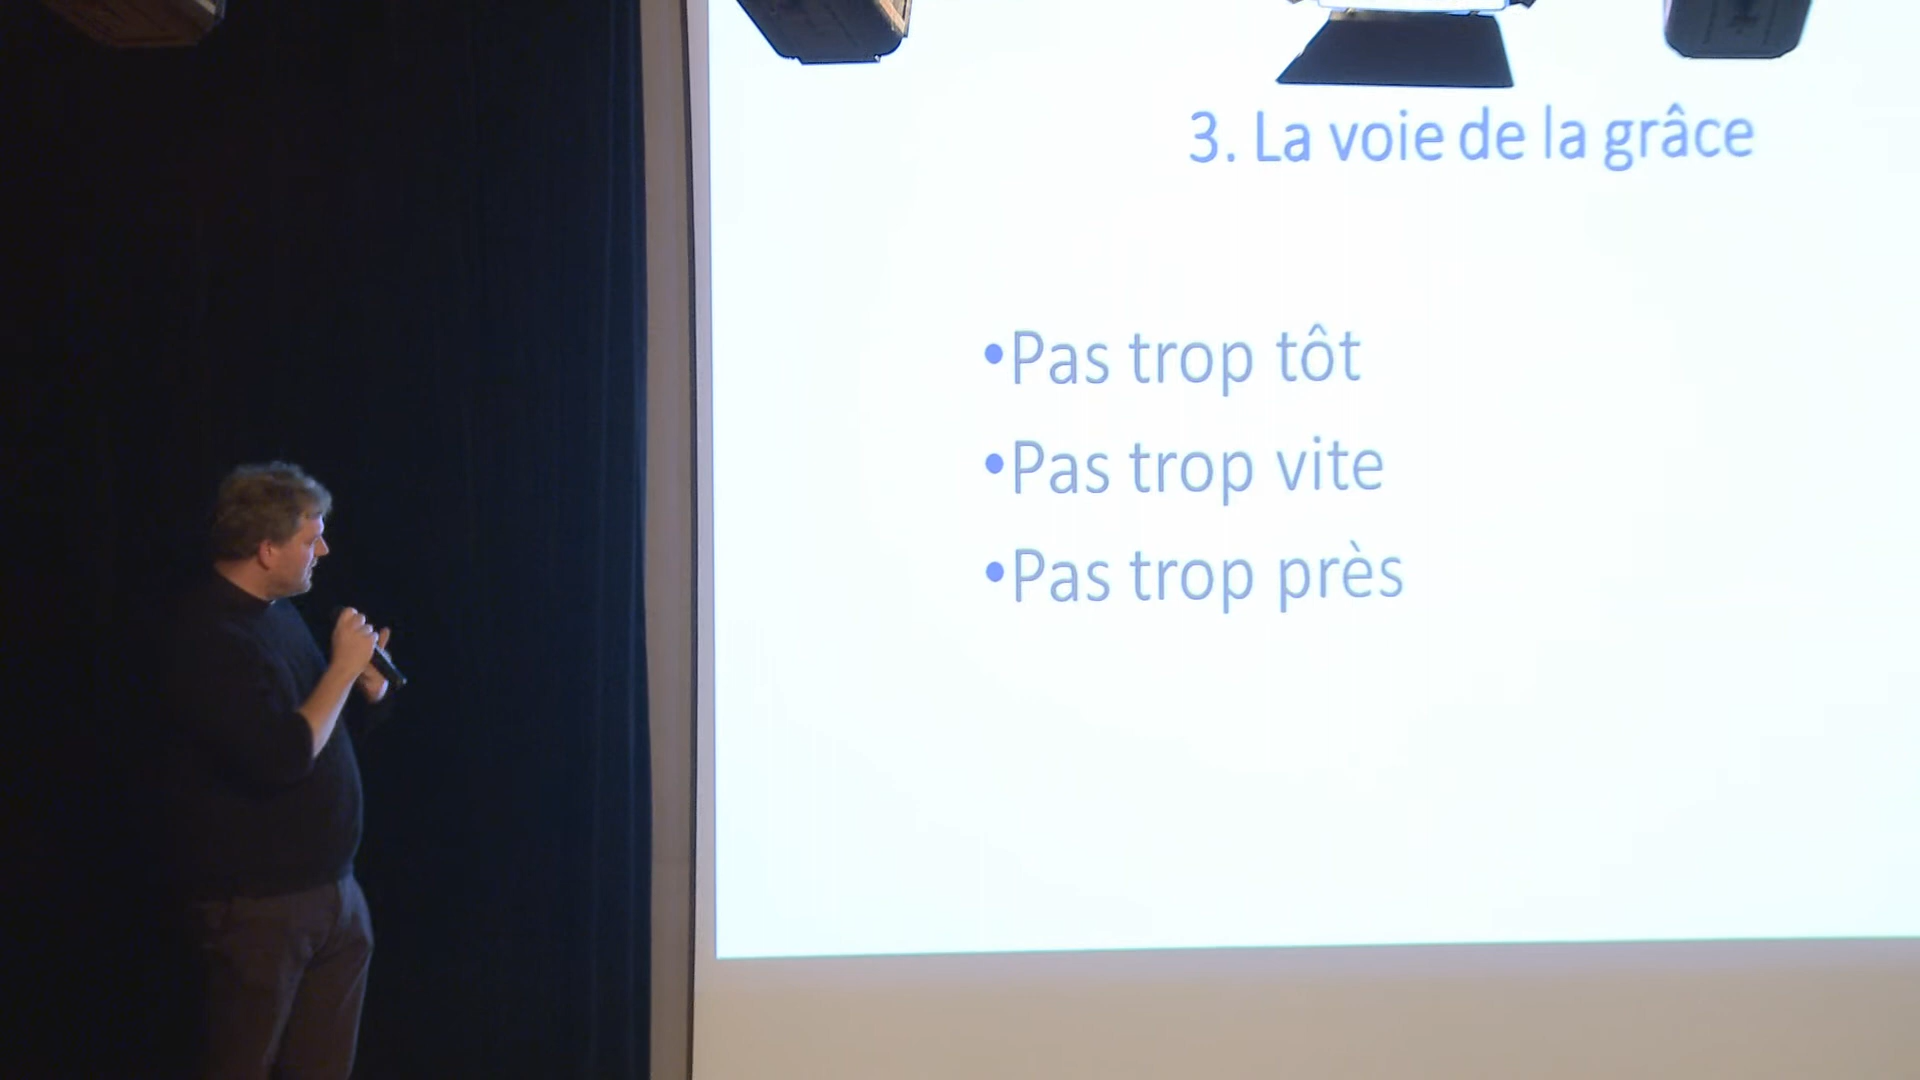 3. La voie de la grâce
•Pas trop tôt
•Pas trop vite
•Pas trop près